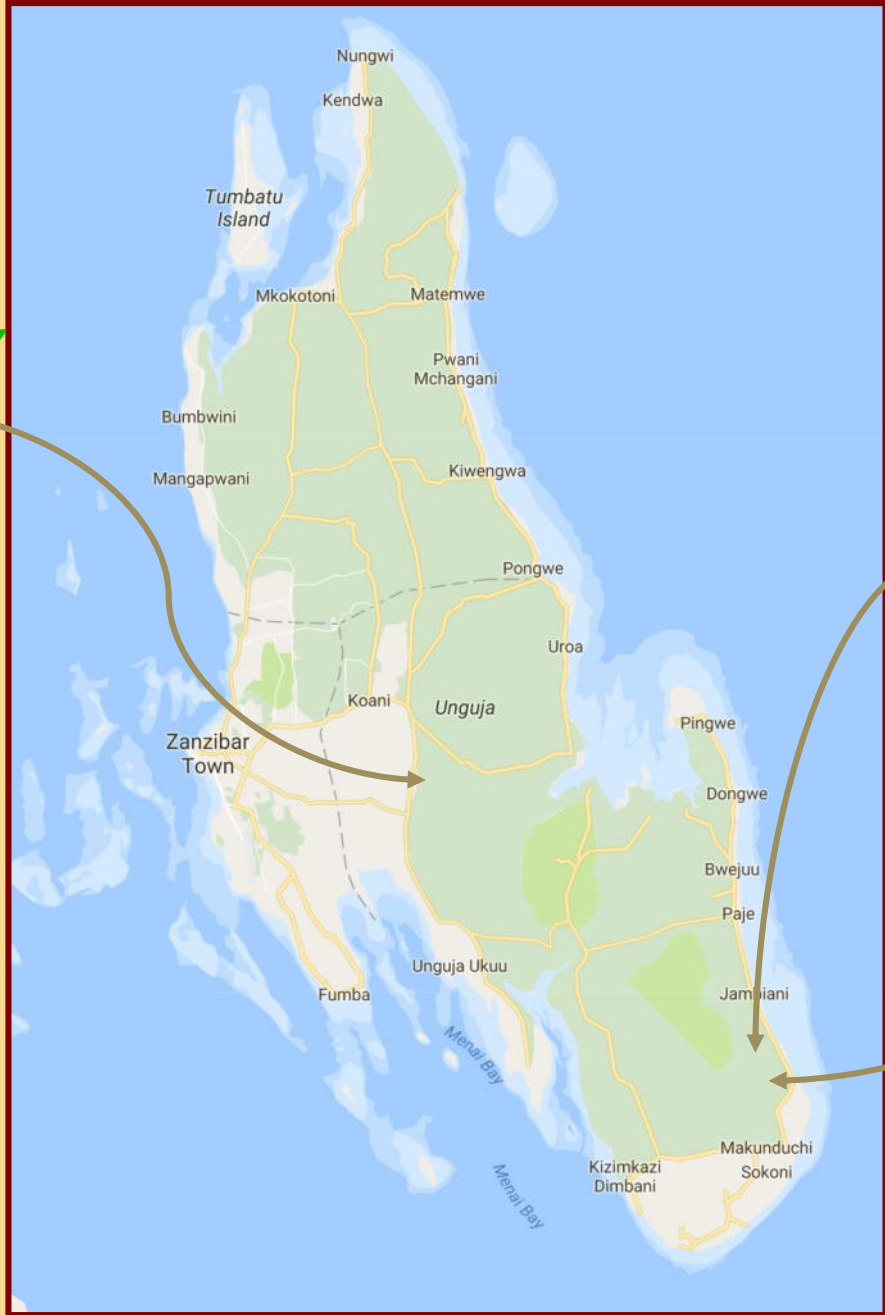 Nungwi
Kendwa
Tumbatu
Island
Mkokotoni
Matemwe
Pwani
Mchangani
Bumbwini
Kiwengwa
Mangapwani
Pongwe
Uroa
Koani
Unguja
Pingwe
Zanzibar
Town
Dongwe
Bwejuu
Paje
Unguja Ukuu
Fumba
Jambiani
Menai Bay
Makunduchi
Sokoni
Kizimkazi
Dimbani
Menai Bay